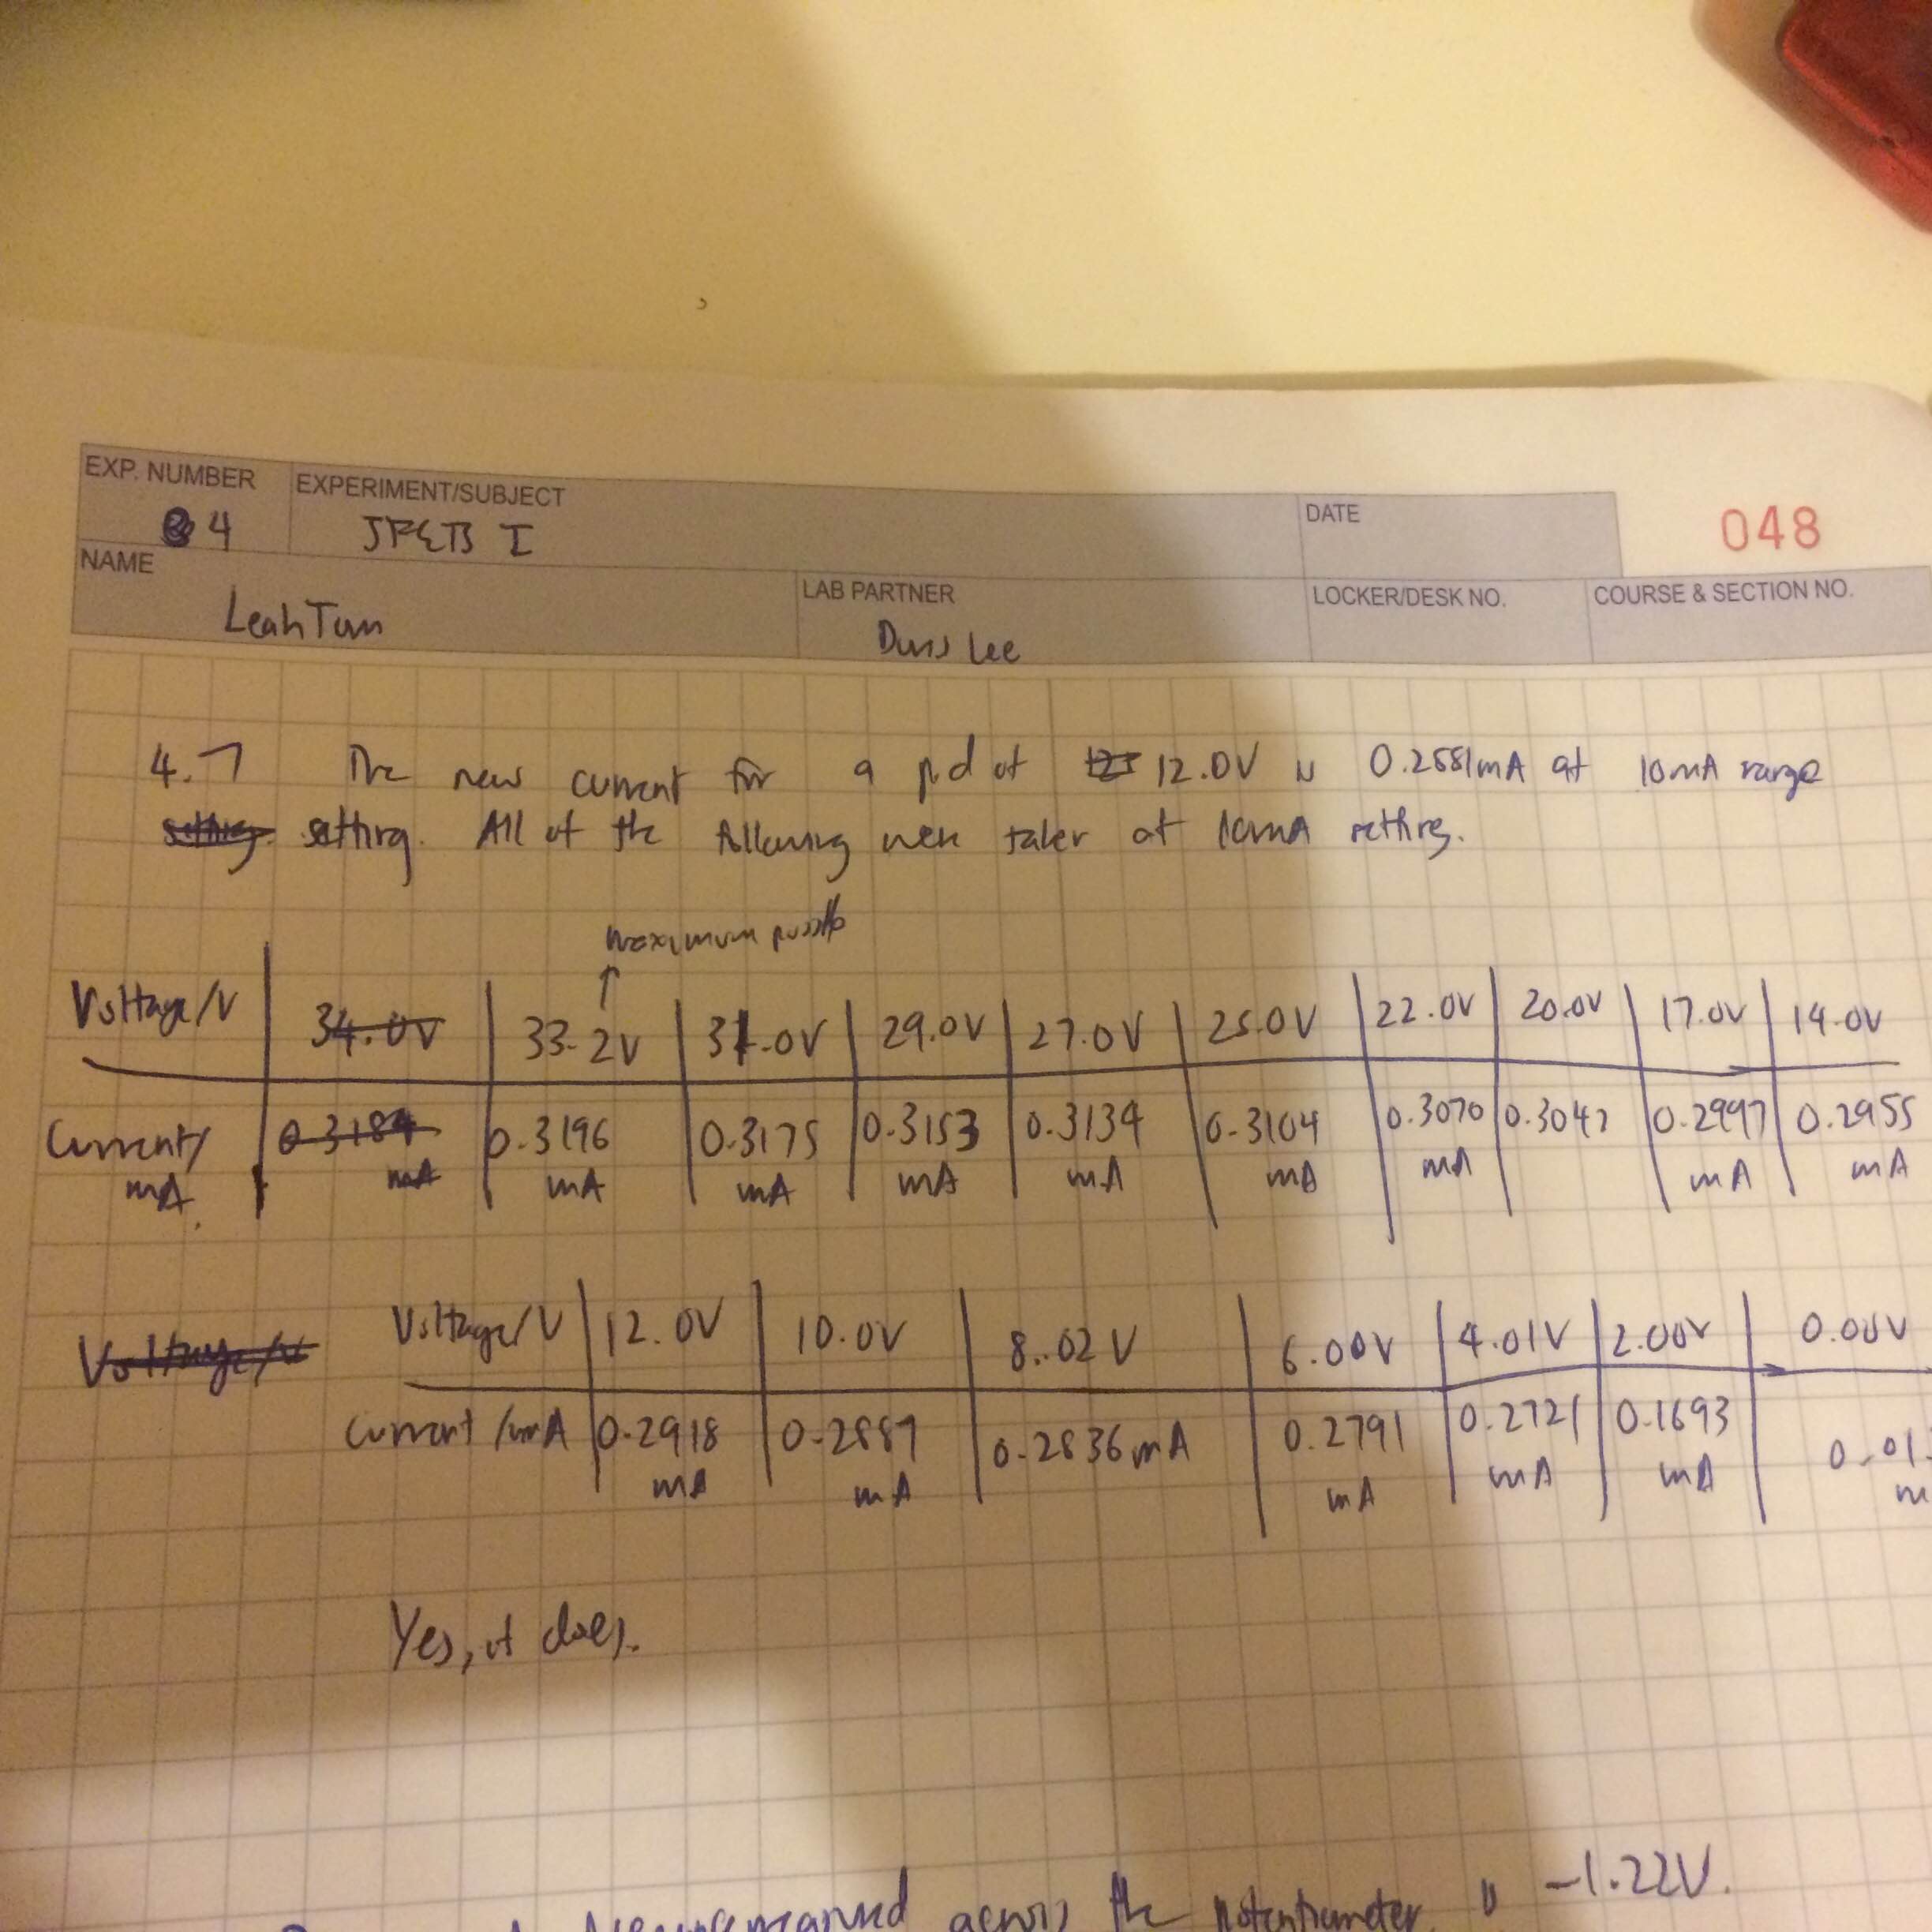 EXP. NUMBER EXPERIMENT/SUBJECT DATE 048
4 JFETs I
NAME LAB PARTNER LOCKER/DESK NO. COURSE & SECTION NO.
Leah Tom Lee
4.7 The new current for a pd of 12.0V is 0.2881mA at 10mA range
setting setting. All of the following were taken at 10mA setting.
maximum possible
↑
Voltage/V 34.0V 33.2V 31.0V 29.0V 27.0V 25.0V 22.0V 20.0V 17.0V 14.0V
Current/ 0.3184 0.3196 0.3175 0.3153 0.3134 0.3104 0.3070 0.3047 0.2997 0.2955
mA mA mA mA mA mA mA mA mA mA
Voltage/V Voltage/V 12.0V 10.0V 8.02V 6.00V 4.01V 2.00V 0.00V
Current/mA 0.2918 0.2887 0.2836mA 0.2791 0.2721 0.1693 0.01
mA mA mA mA mA m
Yes, it does.
measured across the potentiometer is -1.22V.